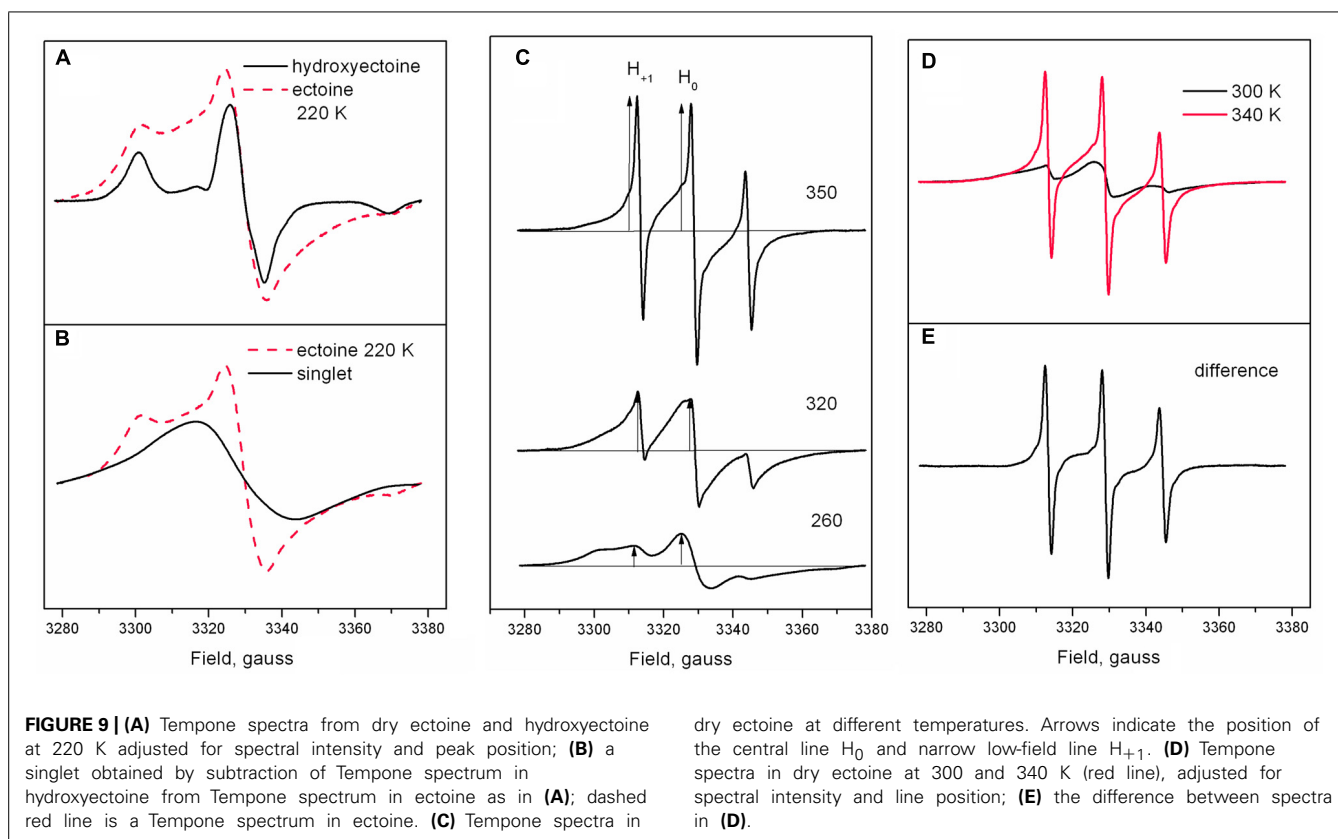 A
hydroxyectoine
ectoine
220 K
B
ectoine 220 K
singlet
3280 3300 3320 3340 3360 3380
Field, gauss
C
H+1 H0
350
320
260
3280 3300 3320 3340 3360 3380
Field, gauss
D
300 K
340 K
E
difference
3280 3300 3320 3340 3360 3380
Field, gauss
FIGURE 9 | (A) Tempone spectra from dry ectoine and hydroxyectoine
at 220 K adjusted for spectral intensity and peak position; (B) a
singlet obtained by subtraction of Tempone spectrum in
hydroxyectoine from Tempone spectrum in ectoine as in (A); dashed
red line is a Tempone spectrum in ectoine. (C) Tempone spectra in
dry ectoine at different temperatures. Arrows indicate the position of
the central line H0 and narrow low-field line H+1. (D) Tempone
spectra in dry ectoine at 300 and 340 K (red line), adjusted for
spectral intensity and line position; (E) the difference between spectra
in (D).